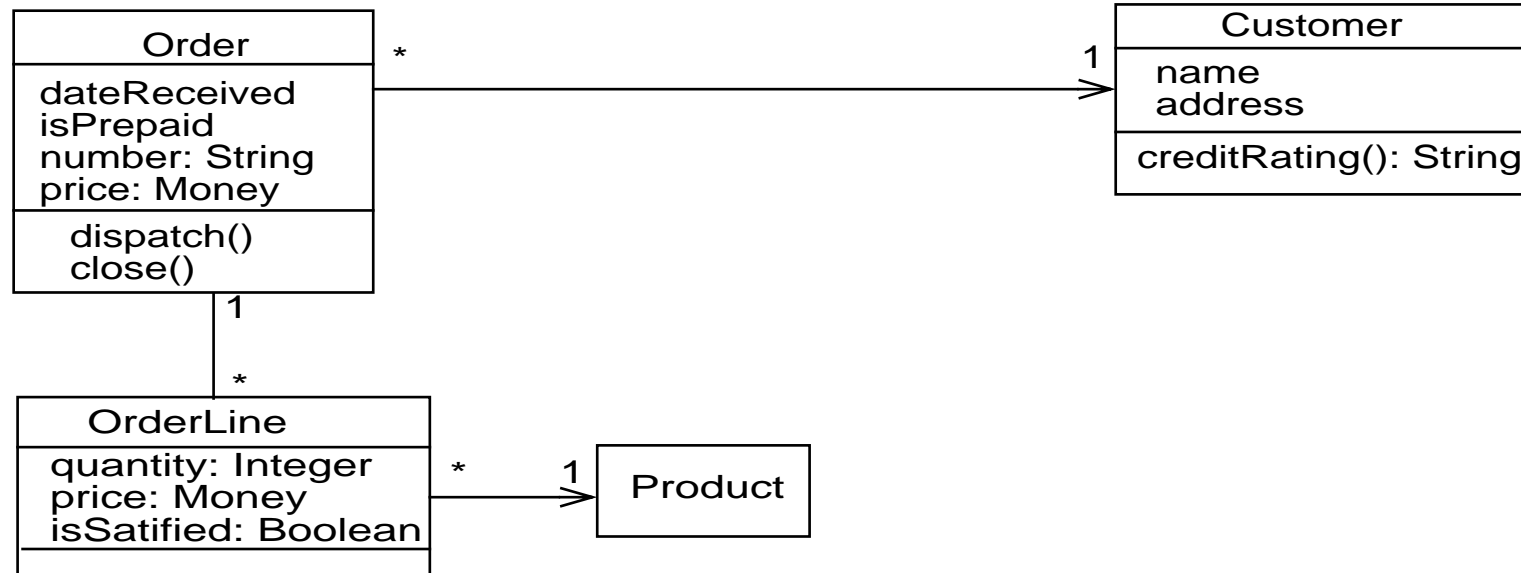 Order
dateReceived
isPrepaid
number: String
price: Money
dispatch()
close()
*
1
Customer
name
address
creditRating(): String
1
*
OrderLine
quantity: Integer
price: Money
isSatified: Boolean
*
1
Product